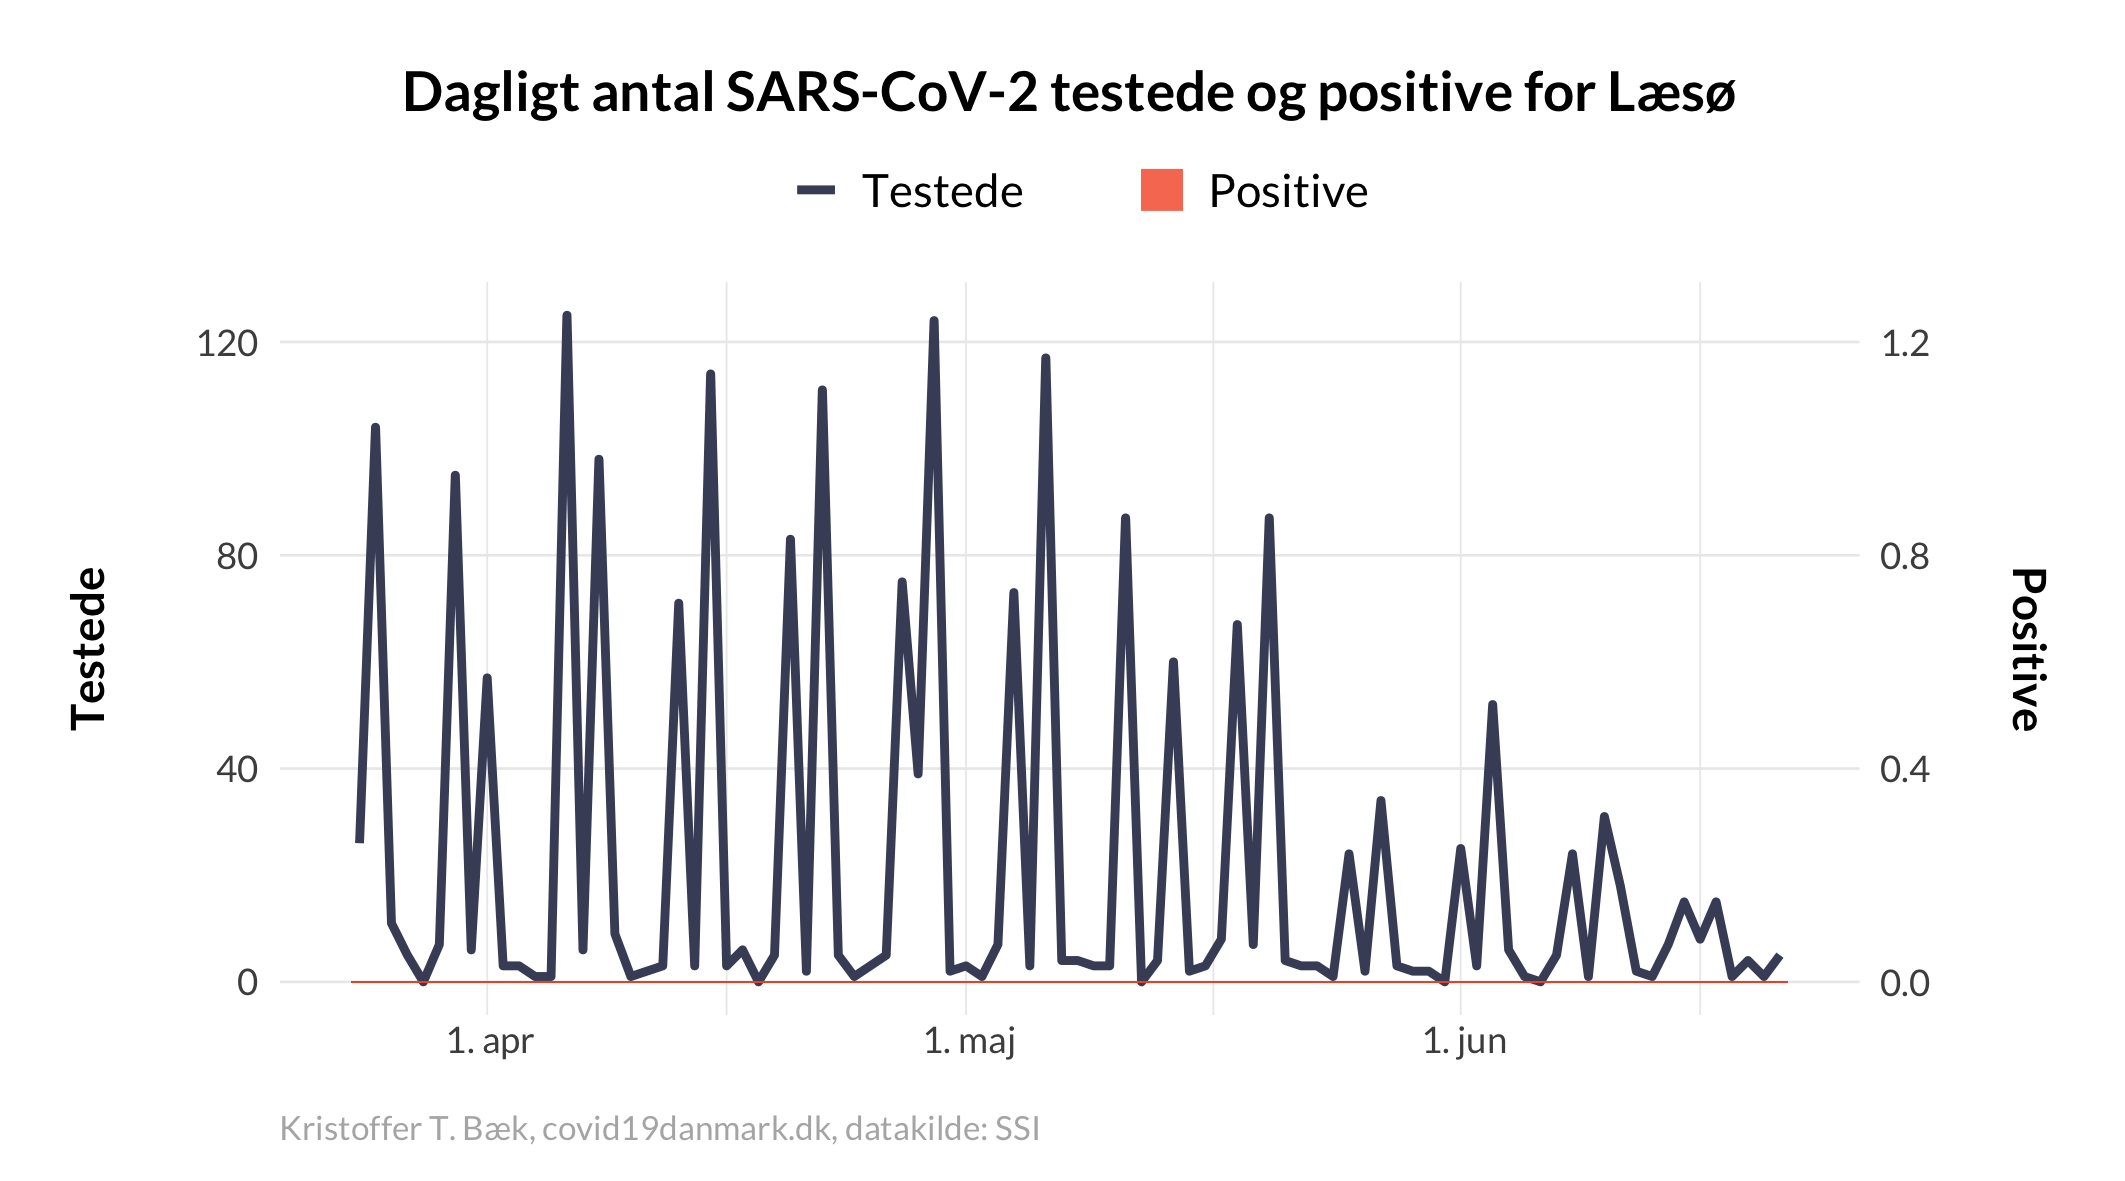 Dagligt antal SARS-CoV-2 testede og positive for Læsø
Testede
Positive
120
80
40
0
1.2
0.8
0.4
0.0
Testede
Positive
1. apr
1. maj
1. jun
Kristoffer T. Bæk, covid19danmark.dk, datakilde: SSI